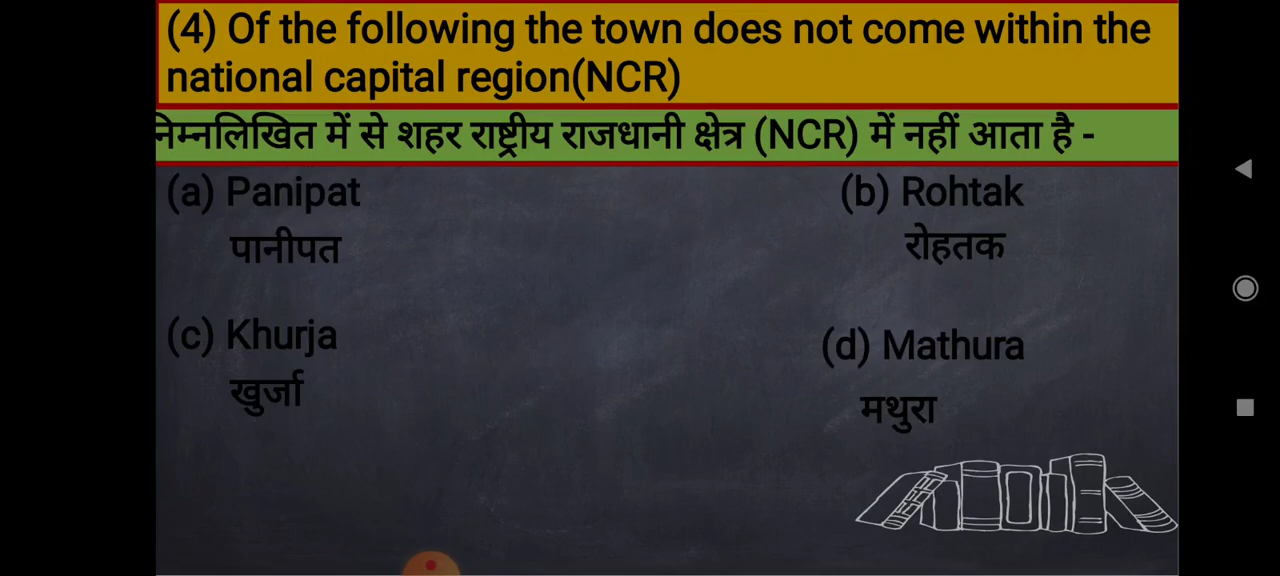 (4) Of the following the town does not come within the
national capital region(NCR)
निम्नलिखित में से शहर राष्ट्रीय राजधानी क्षेत्र (NCR) में नहीं आता है -
(a) Panipat
पानीपत
(b) Rohtak
रोहतक
(c) Khurja
खुर्जा
(d) Mathura
मथुरा